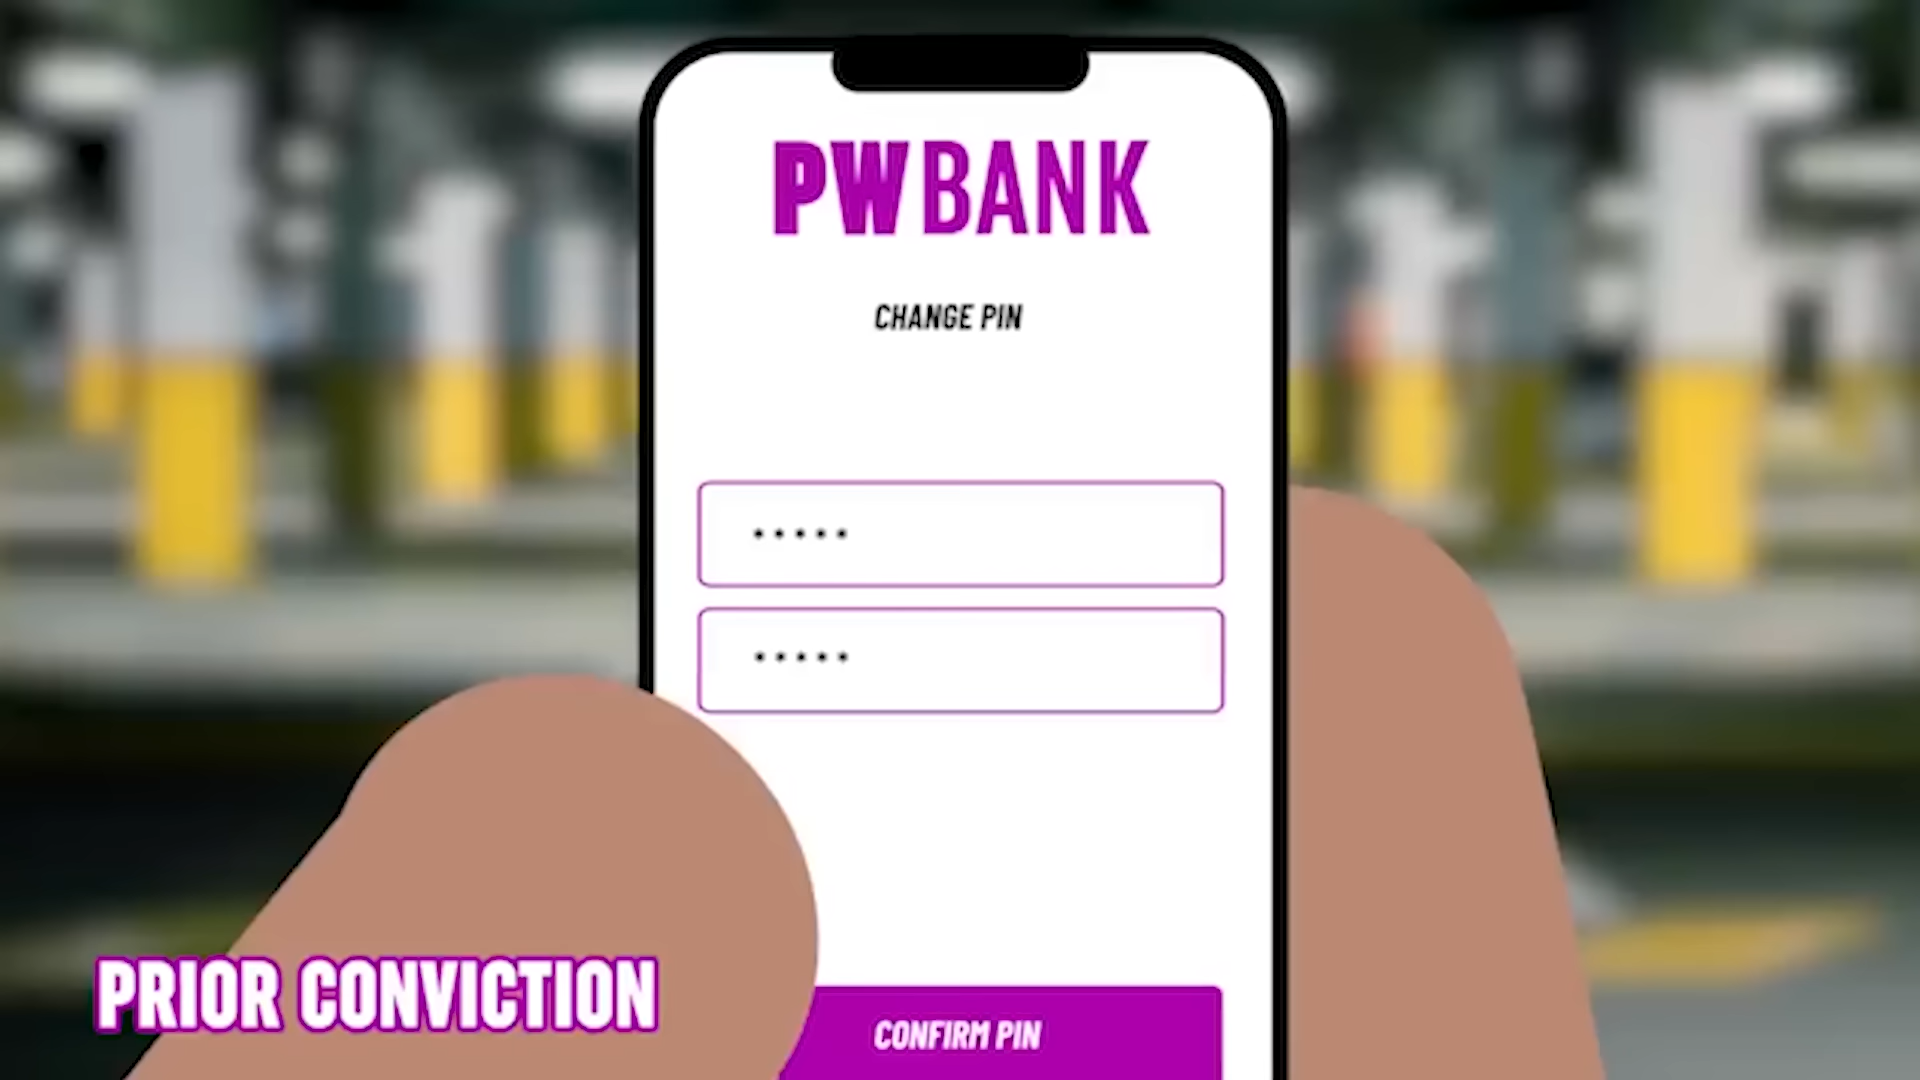 PWBANK
CHANGE PIN
•••••
•••••
CONFIRM PIN
PRIOR CONVICTION